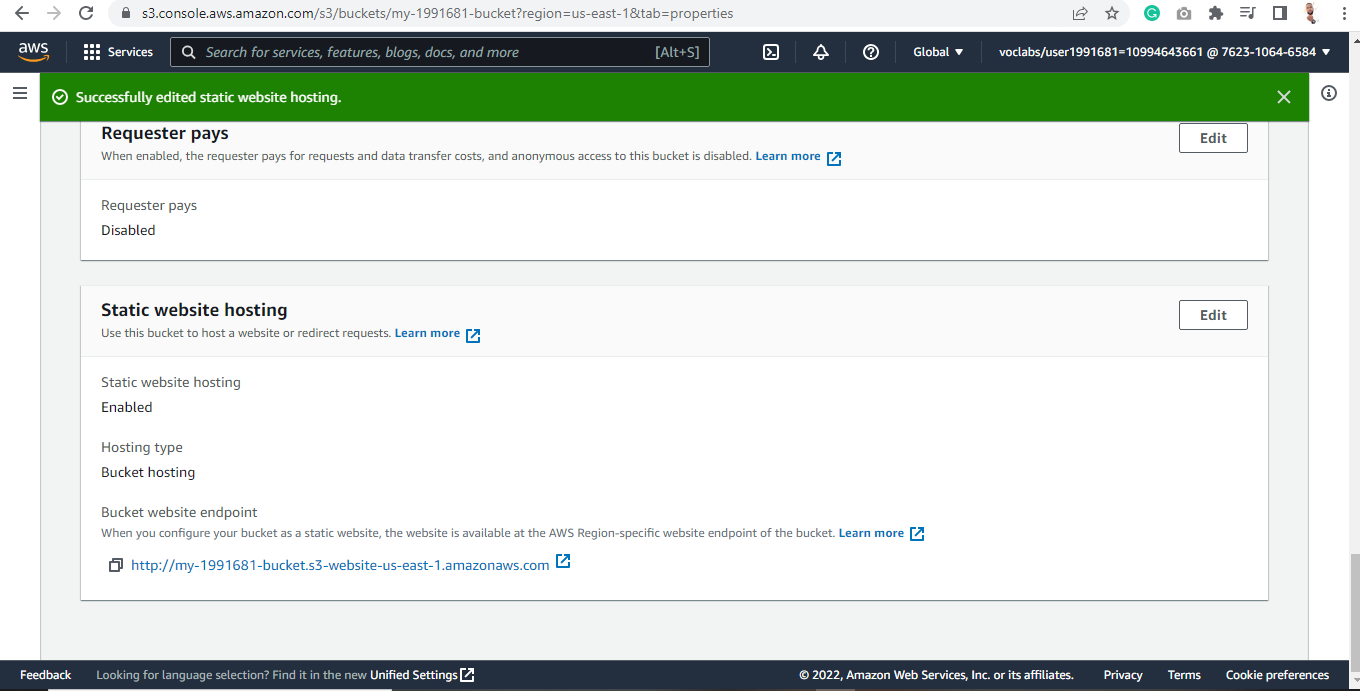 s3.console.aws.amazon.com/s3/buckets/my-1991681-bucket?region=us-east-1&tab=properties
aws Services Search for services, features, blogs, docs, and more [Alt+S] Global voclabs/user1991681=10994643661 @ 7623-1064-6584
Successfully edited static website hosting.
Requester pays
Edit
When enabled, the requester pays for requests and data transfer costs, and anonymous access to this bucket is disabled. Learn more
Requester pays
Disabled
Static website hosting
Edit
Use this bucket to host a website or redirect requests. Learn more
Static website hosting
Enabled
Hosting type
Bucket hosting
Bucket website endpoint
When you configure your bucket as a static website, the website is available at the AWS Region-specific website endpoint of the bucket. Learn more
http://my-1991681-bucket.s3-website-us-east-1.amazonaws.com
Feedback Looking for language selection? Find it in the new Unified Settings © 2022, Amazon Web Services, Inc. or its affiliates. Privacy Terms Cookie preferences